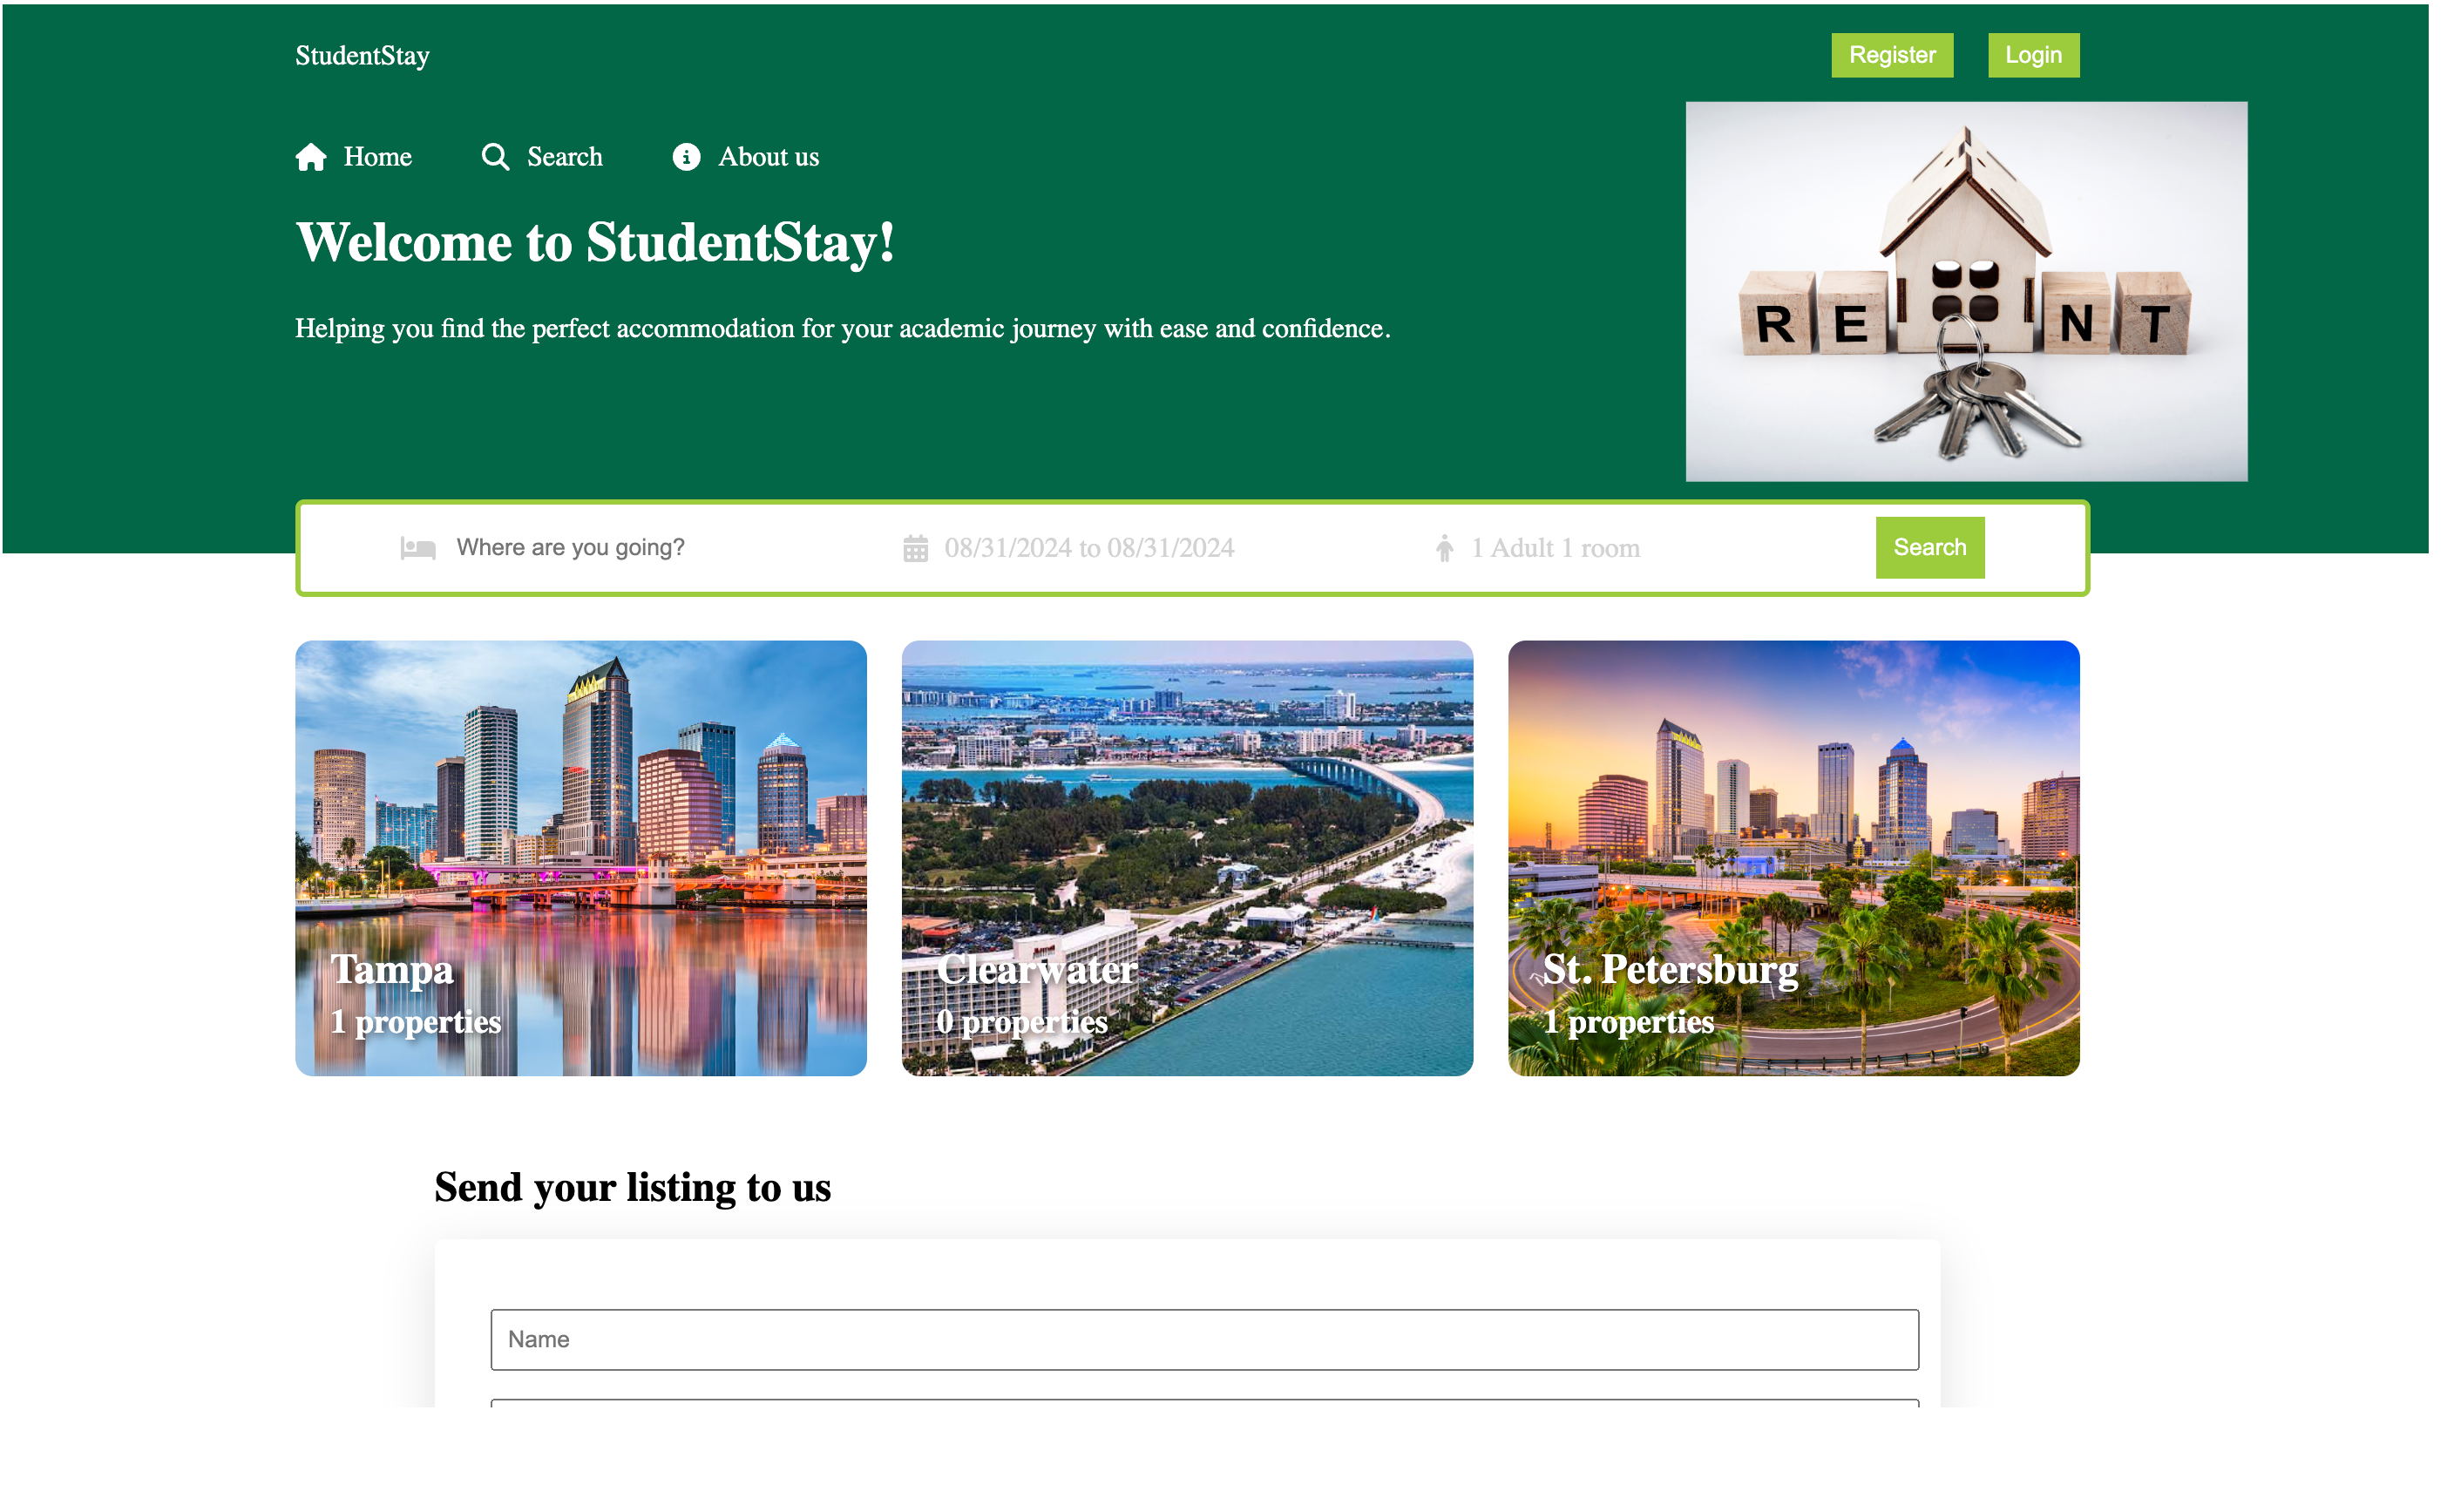 StudentStay
Register
Login
Home
Search
About us
Welcome to StudentStay!
Helping you find the perfect accommodation for your academic journey with ease and confidence.
R E N T
Where are you going?
08/31/2024 to 08/31/2024
1 Adult 1 room
Search
Tampa
1 properties
Clearwater
0 properties
St. Petersburg
1 properties
Send your listing to us
Name